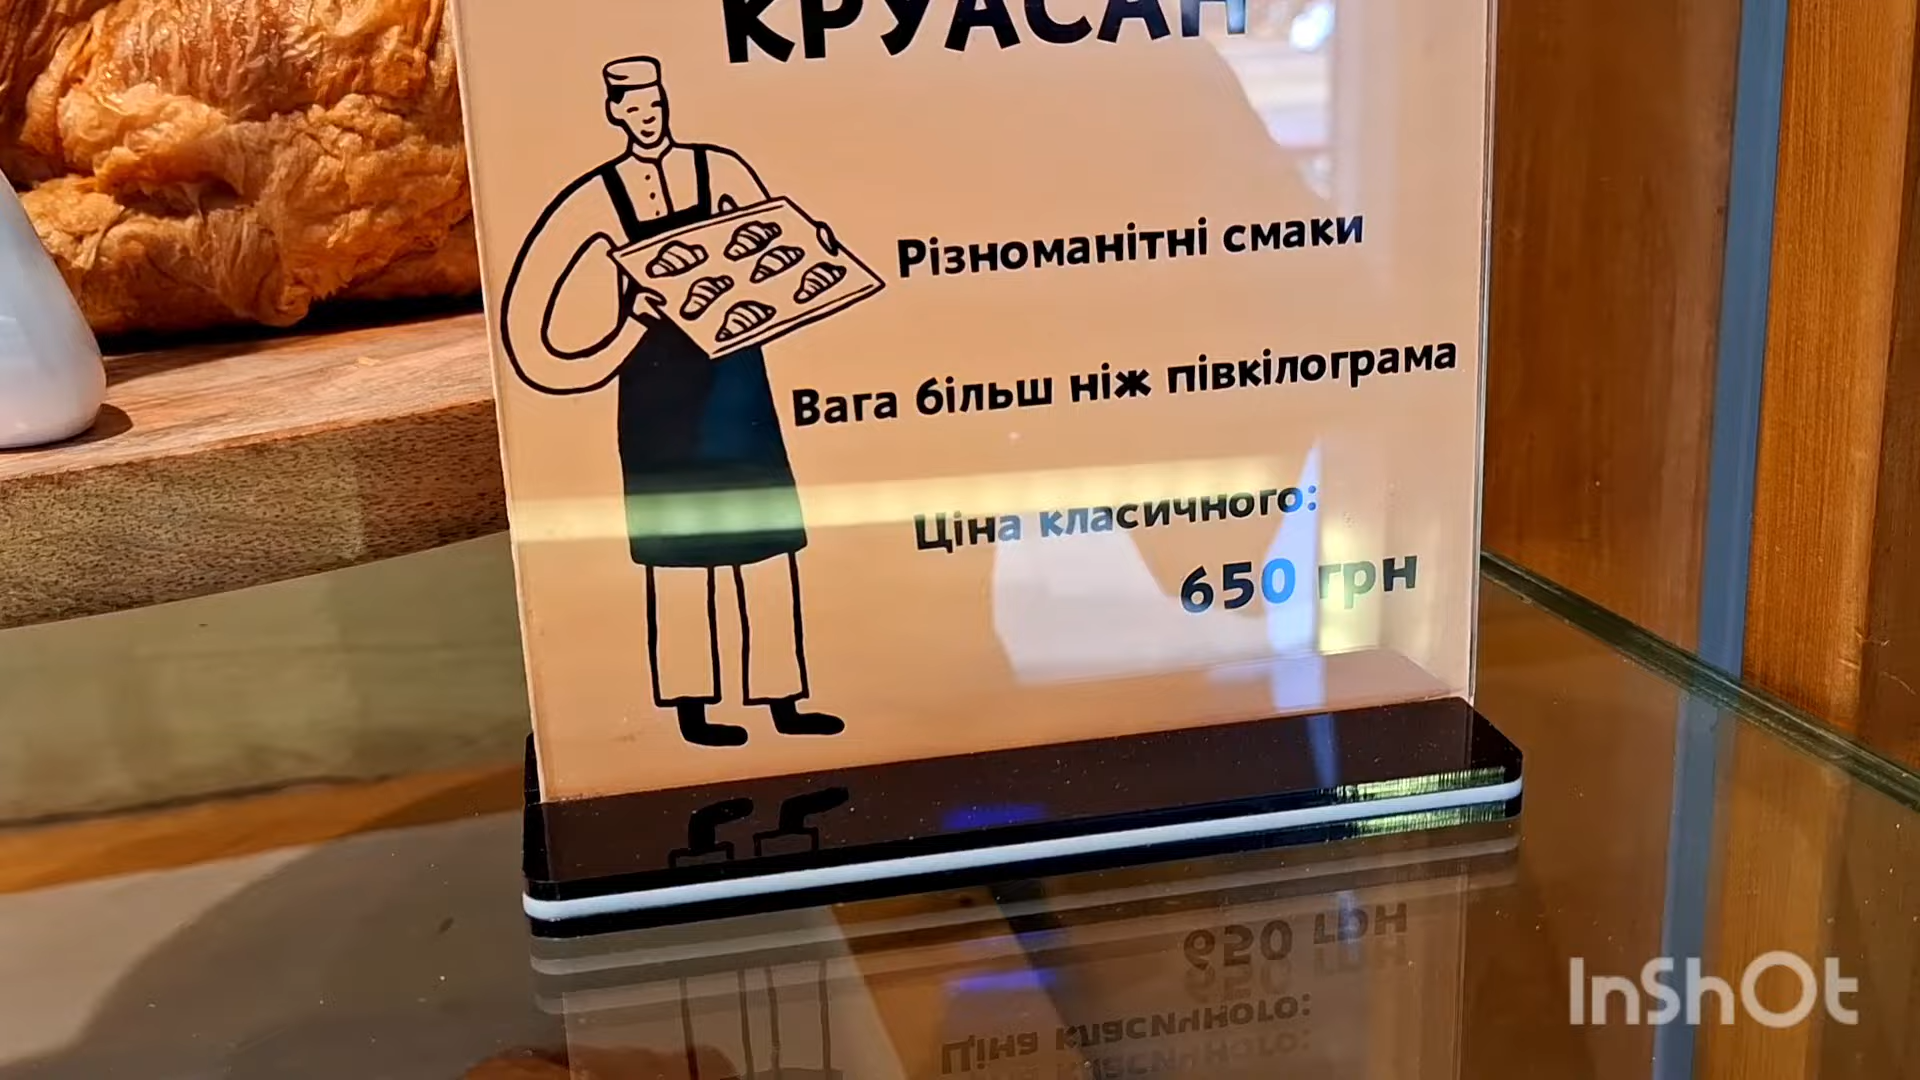 КРУАСАН
Різноманітні смаки
Вага більш ніж півкілограма
Ціна класичного:
650 грн
InShOt